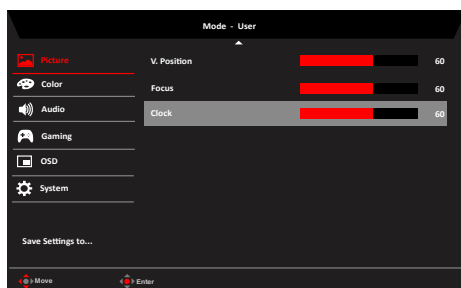 Mode - User
Picture
Color
Audio
Gaming
OSD
System
Save Settings to...
V. Position 60
Focus 60
Clock 60
Move Enter